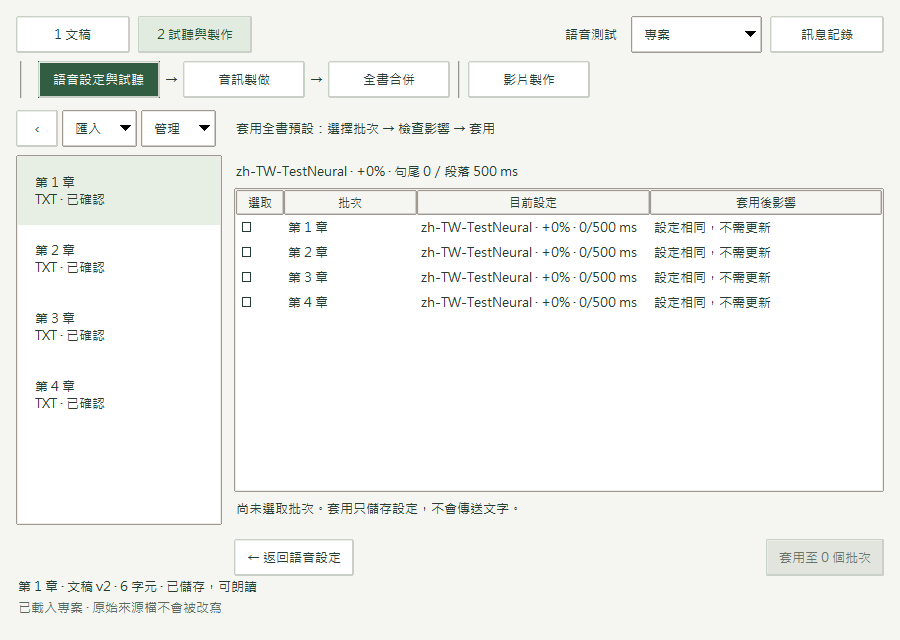 1 文稿
2 試聽與製作
語音測試
專案
訊息記錄
語音設定與試聽 → 音訊製做 → 全書合併
影片製作
‹
匯入
管理
套用全書預設：選擇批次 → 檢查影響 → 套用
第 1 章
TXT · 已確認
第 2 章
TXT · 已確認
第 3 章
TXT · 已確認
第 4 章
TXT · 已確認
zh-TW-TestNeural · +0% · 句尾 0 / 段落 500 ms
選取 批次 目前設定 套用後影響
第 1 章 zh-TW-TestNeural · +0% · 0/500 ms 設定相同，不需更新
第 2 章 zh-TW-TestNeural · +0% · 0/500 ms 設定相同，不需更新
第 3 章 zh-TW-TestNeural · +0% · 0/500 ms 設定相同，不需更新
第 4 章 zh-TW-TestNeural · +0% · 0/500 ms 設定相同，不需更新
尚未選取批次。套用只儲存設定，不會傳送文字。
← 返回語音設定
套用至 0 個批次
第 1 章 · 文稿 v2 · 6 字元 · 已儲存，可朗讀
已載入專案 · 原始來源檔不會被改寫